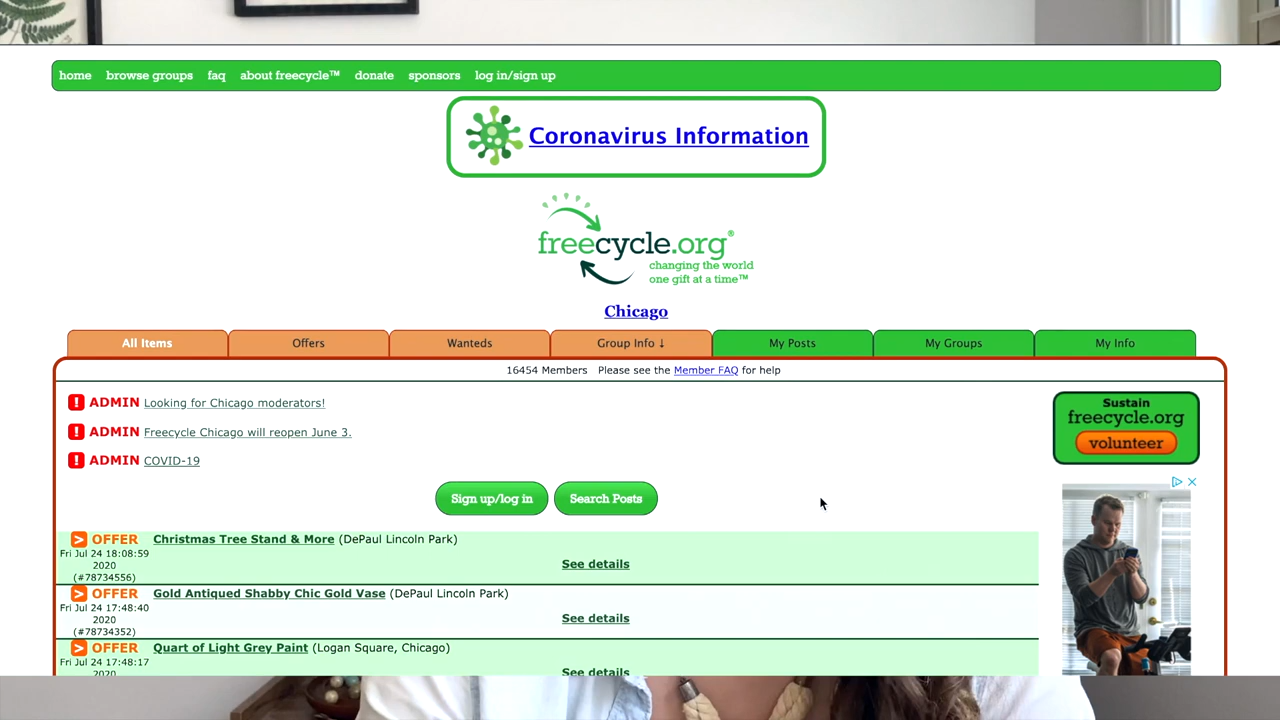 home browse groups faq about freecycle™ donate sponsors log in/sign up
Coronavirus Information
freecycle.org®
changing the world
one gift at a time™
Chicago
All Items Offers Wanteds Group Info ↓ My Posts My Groups My Info
16454 Members Please see the Member FAQ for help
! ADMIN Looking for Chicago moderators!
! ADMIN Freecycle Chicago will reopen June 3.
! ADMIN COVID-19
Sustain
freecycle.org
volunteer
Sign up/log in Search Posts
> OFFER Christmas Tree Stand & More (DePaul Lincoln Park)
Fri Jul 24 18:08:59
2020
(#78734556)
See details
> OFFER Gold Antiqued Shabby Chic Gold Vase (DePaul Lincoln Park)
Fri Jul 24 17:48:40
2020
(#78734352)
See details
> OFFER Quart of Light Grey Paint (Logan Square, Chicago)
Fri Jul 24 17:48:17
2020
See details